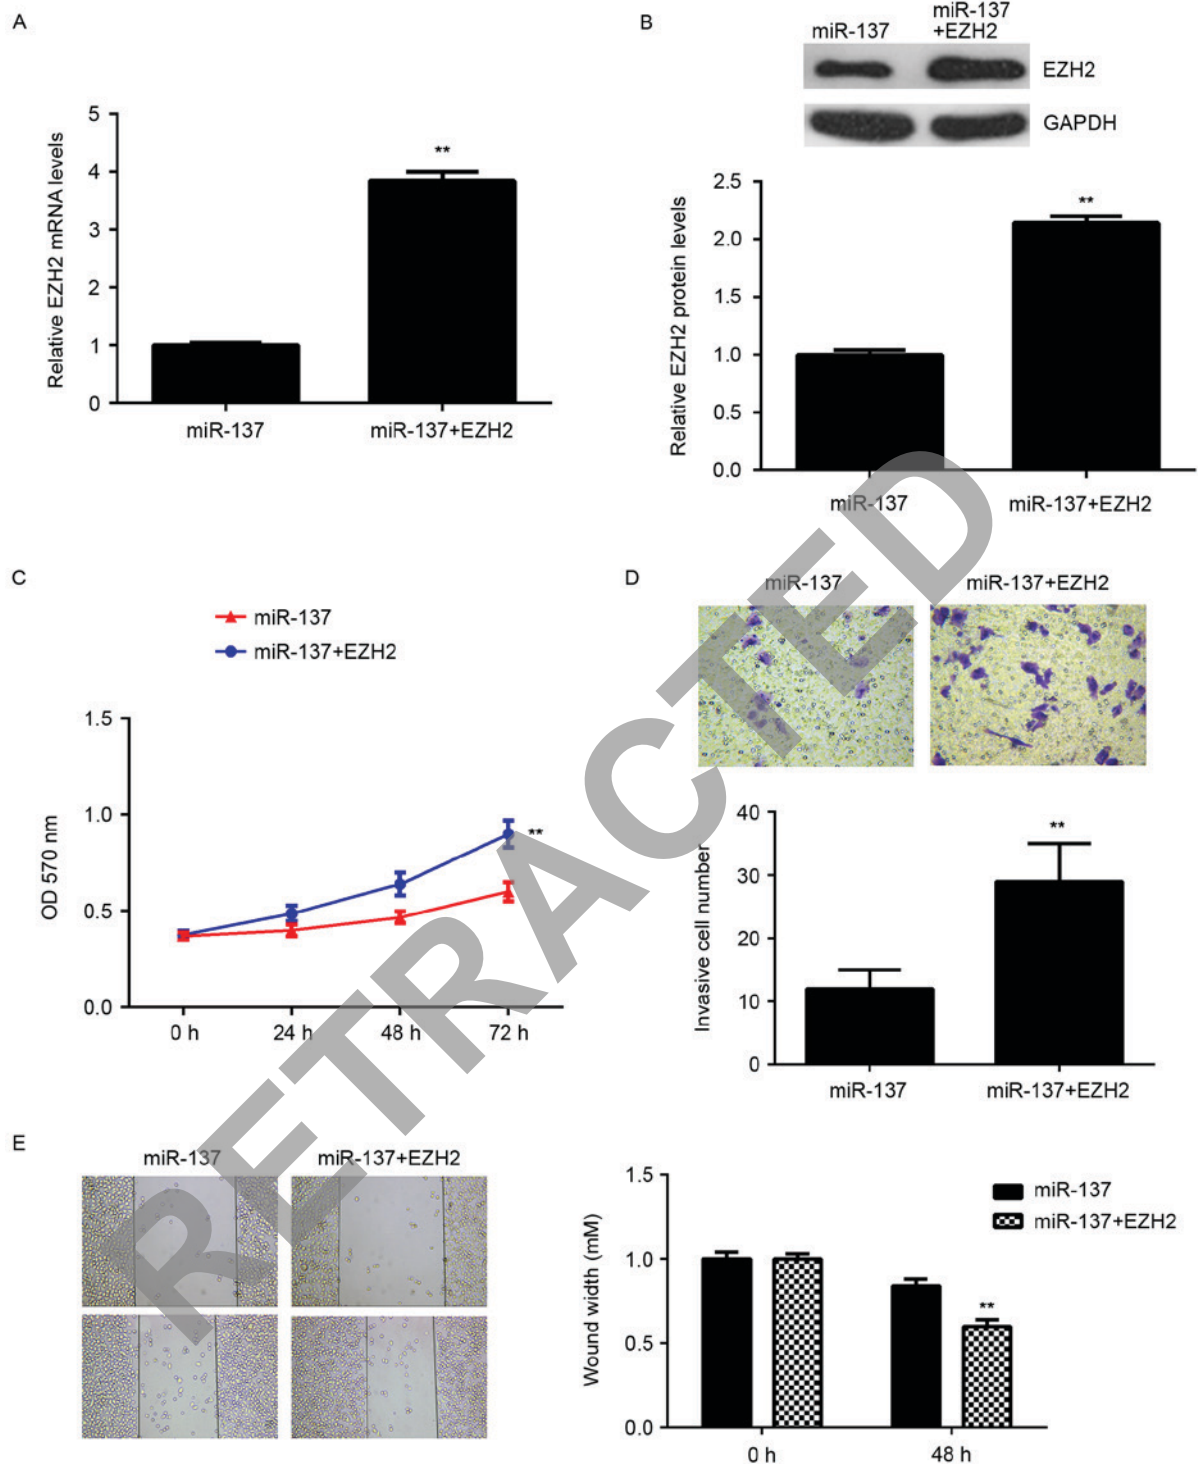 A
5
4
3
2
1
0
Relative EZH2 mRNA levels
**
miR-137
miR-137+EZH2
B
miR-137
miR-137
+EZH2
EZH2
GAPDH
2.5
2.0
1.5
1.0
0.5
0.0
Relative EZH2 protein levels
**
miR-137
miR-137+EZH2
C
miR-137
miR-137+EZH2
1.5
1.0
0.5
0.0
OD 570 nm
**
0 h
24 h
48 h
72 h
D
miR-137
miR-137+EZH2
40
30
20
10
0
Invasive cell number
**
miR-137
miR-137+EZH2
E
miR-137
miR-137+EZH2
1.5
1.0
0.5
0.0
Wound width (mM)
miR-137
miR-137+EZH2
**
0 h
48 h
RETRACTED